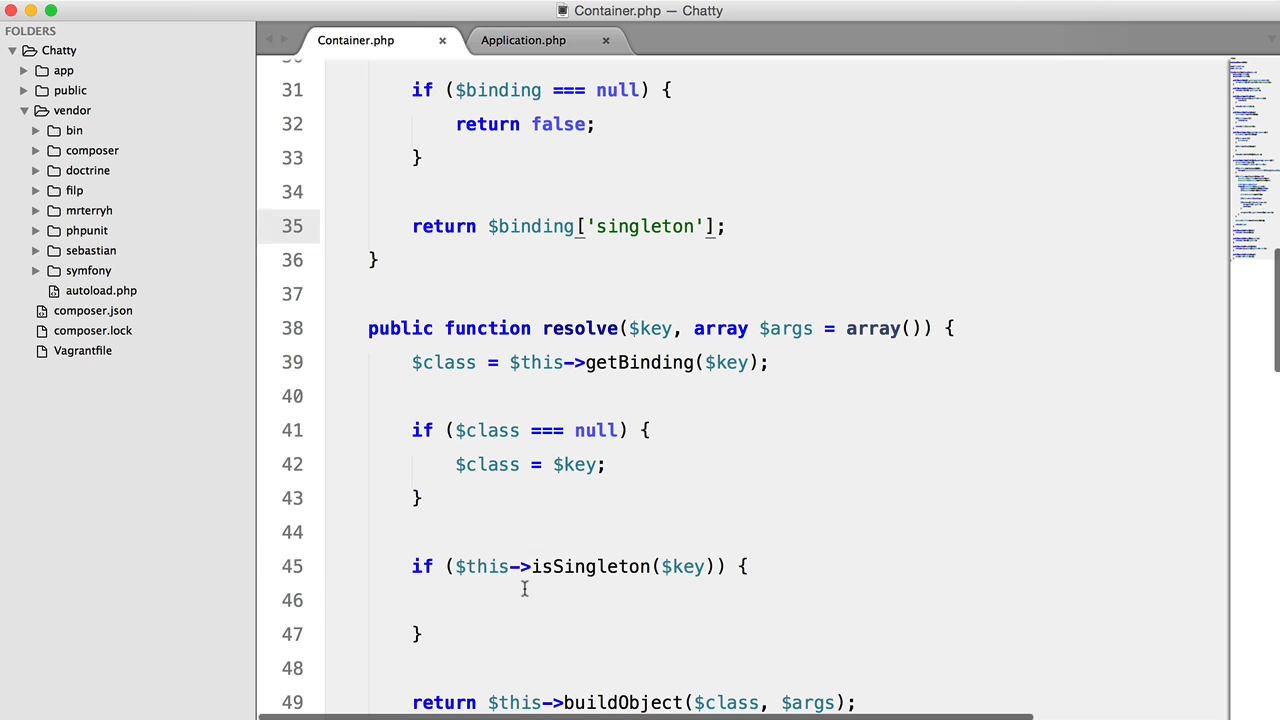 Container.php — Chatty
FOLDERS
Chatty
app
public
vendor
bin
composer
doctrine
filp
mrterryh
phpunit
sebastian
symfony
autoload.php
composer.json
composer.lock
Vagrantfile
Container.php × Application.php ×
31 if ($binding === null) {
32 return false;
33 }
34
35 return $binding['singleton'];
36 }
37
38 public function resolve($key, array $args = array()) {
39 $class = $this->getBinding($key);
40
41 if ($class === null) {
42 $class = $key;
43 }
44
45 if ($this->isSingleton($key)) {
46
47 }
48
49 return $this->buildObject($class, $args);